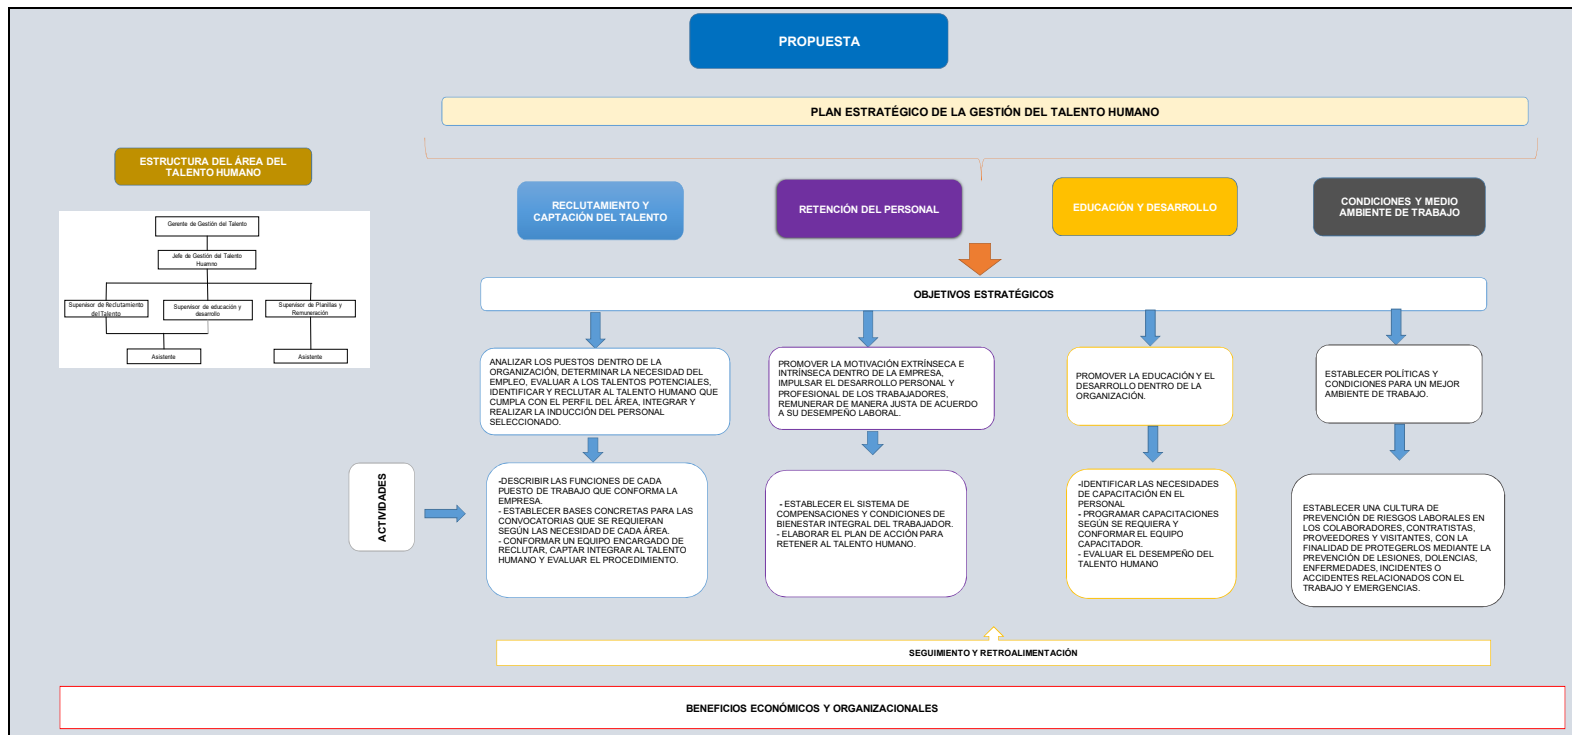 PROPUESTA
PLAN ESTRATÉGICO DE LA GESTIÓN DEL TALENTO HUMANO
ESTRUCTURA DEL ÁREA DEL
TALENTO HUMANO
Gerente de Gestión del Talento
Jefe de Gestión del Talento
Huamno
Supervisor de Reclutamiento
del Talento
Supervisor de educación y
desarrollo
Supervisor de Planillas y
Remuneración
Asistente
Asistente
RECLUTAMIENTO Y
CAPTACIÓN DEL TALENTO
RETENCIÓN DEL PERSONAL
EDUCACIÓN Y DESARROLLO
CONDICIONES Y MEDIO
AMBIENTE DE TRABAJO
OBJETIVOS ESTRATÉGICOS
ANALIZAR LOS PUESTOS DENTRO DE LA
ORGANIZACIÓN, DETERMINAR LA NECESIDAD DEL
EMPLEO, EVALUAR A LOS TALENTOS POTENCIALES,
IDENTIFICAR Y RECLUTAR AL TALENTO HUMANO QUE
CUMPLA CON EL PERFIL DEL ÁREA, INTEGRAR Y
REALIZAR LA INDUCCIÓN DEL PERSONAL
SELECCIONADO.
PROMOVER LA MOTIVACIÓN EXTRÍNSECA E
INTRÍNSECA DENTRO DE LA EMPRESA,
IMPULSAR EL DESARROLLO PERSONAL Y
PROFESIONAL DE LOS TRABAJADORES,
REMUNERAR DE MANERA JUSTA DE ACUERDO
A SU DESEMPEÑO LABORAL.
PROMOVER LA EDUCACIÓN Y EL
DESARROLLO DENTRO DE LA
ORGANIZACIÓN.
ESTABLECER POLÍTICAS Y
CONDICIONES PARA UN MEJOR
AMBIENTE DE TRABAJO.
ACTIVIDADES
-DESCRIBIR LAS FUNCIONES DE CADA
PUESTO DE TRABAJO QUE CONFORMA LA
EMPRESA.
- ESTABLECER BASES CONCRETAS PARA LAS
CONVOCATORIAS QUE SE REQUIERAN
SEGÚN LAS NECESIDAD DE CADA ÁREA.
- CONFORMAR UN EQUIPO ENCARGADO DE
RECLUTAR, CAPTAR INTEGRAR AL TALENTO
HUMANO Y EVALUAR EL PROCEDIMIENTO.
- ESTABLECER EL SISTEMA DE
COMPENSACIONES Y CONDICIONES DE
BIENESTAR INTEGRAL DEL TRABAJADOR.
- ELABORAR EL PLAN DE ACCIÓN PARA
RETENER AL TALENTO HUMANO.
-IDENTIFICAR LAS NECESIDADES
DE CAPACITACIÓN EN EL
PERSONAL
- PROGRAMAR CAPACITACIONES
SEGÚN SE REQUIERA Y
CONFORMAR EL EQUIPO
CAPACITADOR.
- EVALUAR EL DESEMPEÑO DEL
TALENTO HUMANO
ESTABLECER UNA CULTURA DE
PREVENCIÓN DE RIESGOS LABORALES EN
LOS COLABORADORES, CONTRATISTAS,
PROVEEDORES Y VISITANTES, CON LA
FINALIDAD DE PROTEGERLOS MEDIANTE LA
PREVENCIÓN DE LESIONES, DOLENCIAS,
ENFERMEDADES, INCIDENTES O
ACCIDENTES RELACIONADOS CON EL
TRABAJO Y EMERGENCIAS.
SEGUIMIENTO Y RETROALIMENTACIÓN
BENEFICIOS ECONÓMICOS Y ORGANIZACIONALES